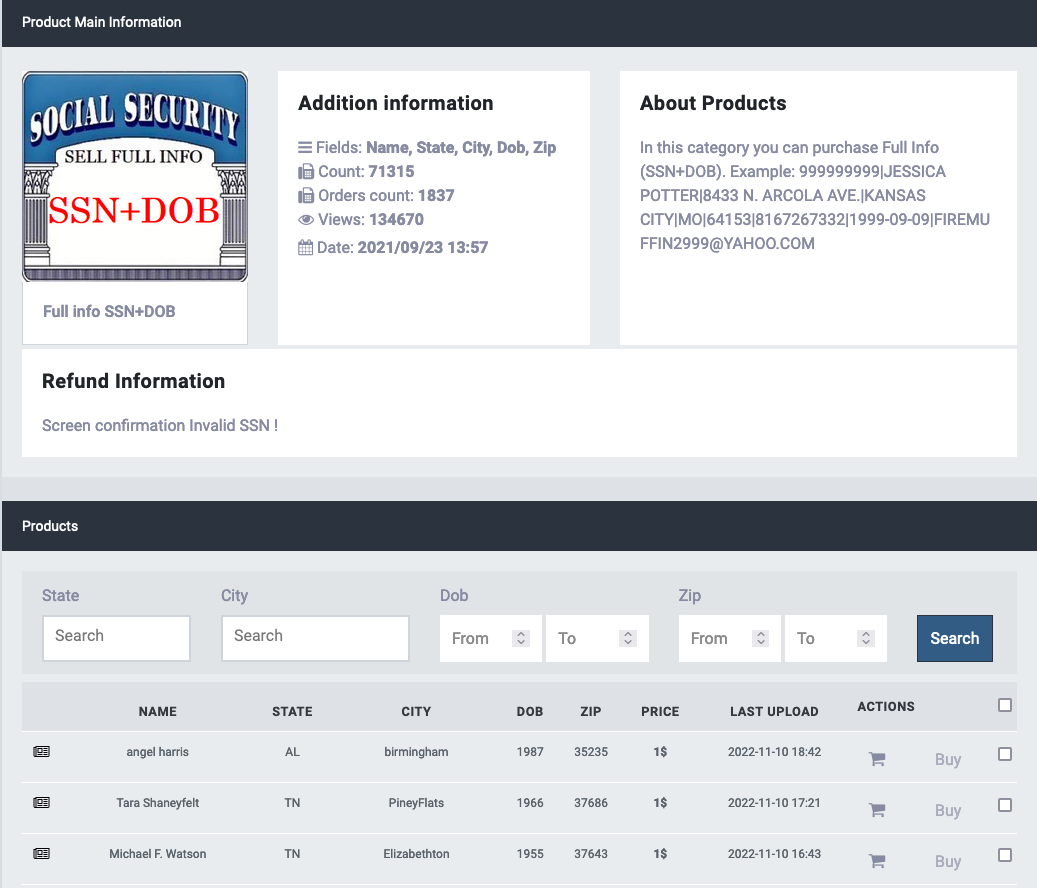 Product Main Information
SOCIAL SECURITY
SELL FULL INFO
SSN+DOB
Full info SSN+DOB
Addition information
Fields: Name, State, City, Dob, Zip
Count: 71315
Orders count: 1837
Views: 134670
Date: 2021/09/23 13:57
About Products
In this category you can purchase Full Info
(SSN+DOB). Example: 999999999|JESSICA
POTTER|8433 N. ARCOLA AVE.|KANSAS
CITY|MO|64153|8167267332|1999-09-09|FIREMU
FFIN2999@YAHOO.COM
Refund Information
Screen confirmation Invalid SSN !
Products
State City Dob Zip
Search Search From To From To Search
NAME STATE CITY DOB ZIP PRICE LAST UPLOAD ACTIONS
angel harris AL birmingham 1987 35235 1$ 2022-11-10 18:42 Buy
Tara Shaneyfelt TN PineyFlats 1966 37686 1$ 2022-11-10 17:21 Buy
Michael F. Watson TN Elizabethton 1955 37643 1$ 2022-11-10 16:43 Buy